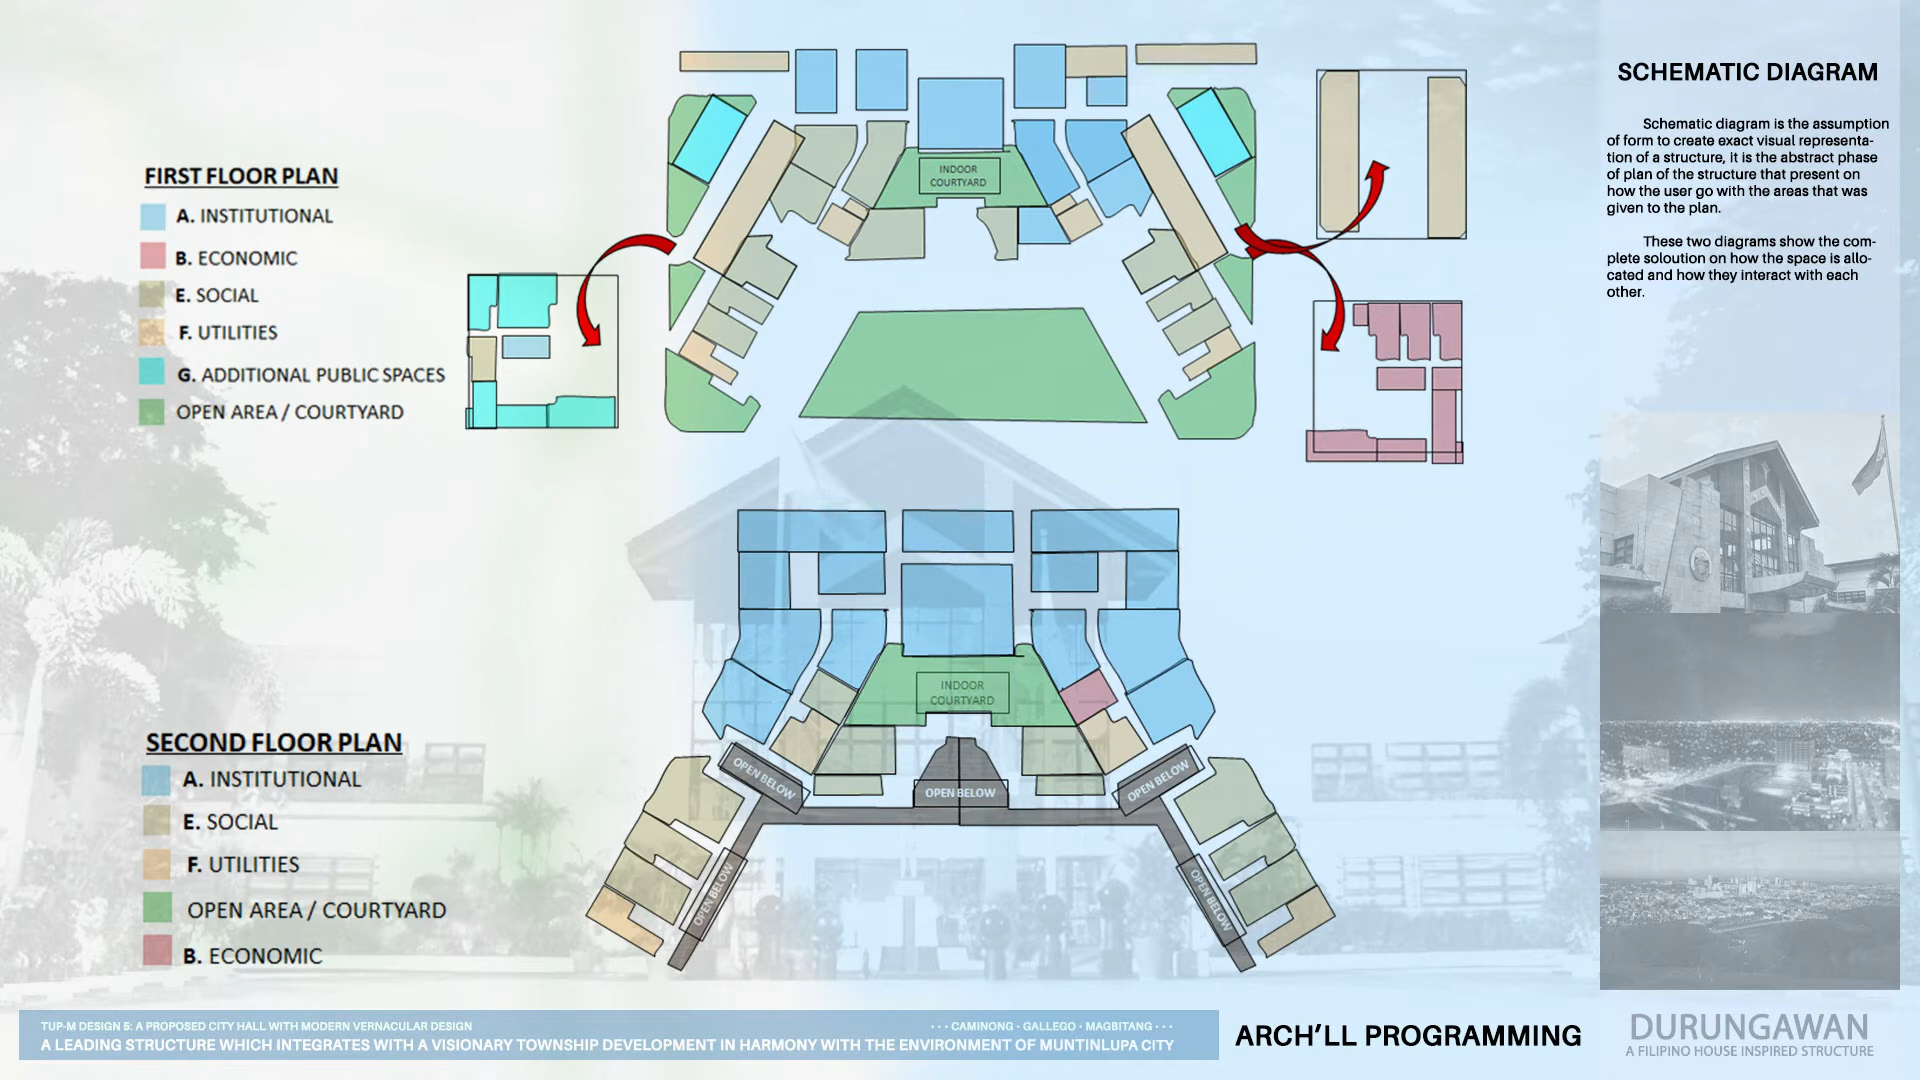 SCHEMATIC DIAGRAM
Schematic diagram is the assumption
of form to create exact visual representa-
tion of a structure, it is the abstract phase
of plan of the structure that present on
how the user go with the areas that was
given to the plan.
These two diagrams show the com-
plete soloution on how the space is allo-
cated and how they interact with each
other.
FIRST FLOOR PLAN
A. INSTITUTIONAL
B. ECONOMIC
E. SOCIAL
F. UTILITIES
G. ADDITIONAL PUBLIC SPACES
OPEN AREA / COURTYARD
INDOOR
COURTYARD
SECOND FLOOR PLAN
A. INSTITUTIONAL
E. SOCIAL
F. UTILITIES
OPEN AREA / COURTYARD
B. ECONOMIC
INDOOR
COURTYARD
OPEN BELOW
OPEN BELOW
OPEN BELOW
OPEN BELOW
OPEN BELOW
TUP-M DESIGN 5: A PROPOSED CITY HALL WITH MODERN VERNACULAR DESIGN
• • • CAMINONG • GALLEGO • MAGBITANG • • •
A LEADING STRUCTURE WHICH INTEGRATES WITH A VISIONARY TOWNSHIP DEVELOPMENT IN HARMONY WITH THE ENVIRONMENT OF MUNTINLUPA CITY
ARCH'LL PROGRAMMING
DURUNGAWAN
A FILIPINO HOUSE INSPIRED STRUCTURE